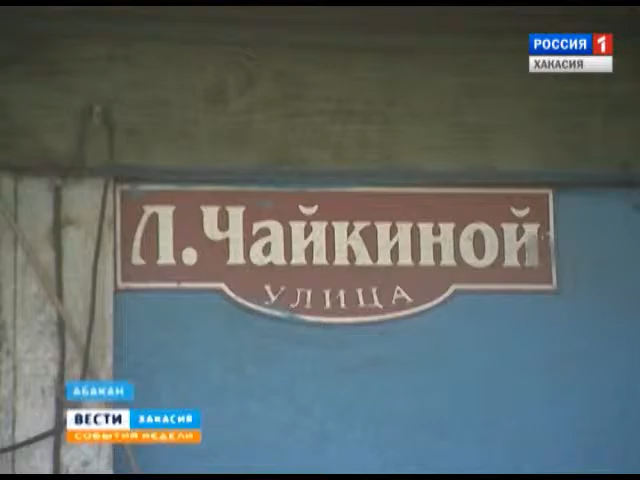 РОССИЯ 1
ХАКАСИЯ
Л. Чайкиной
УЛИЦА
АБАКАН
ВЕСТИ ХАКАСИЯ
СОБЫТИЯ НЕДЕЛИ